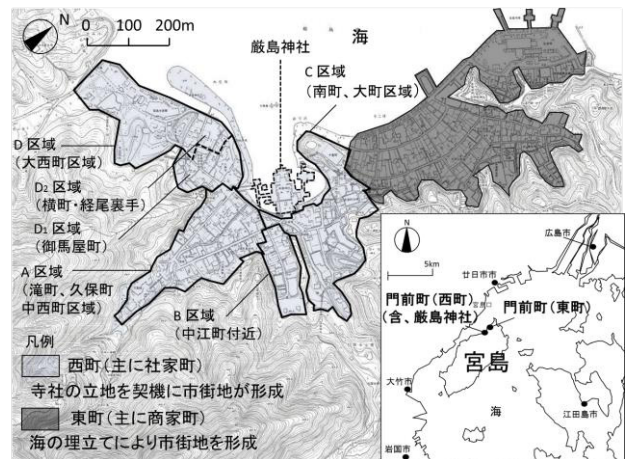 N
0 100 200m
厳島神社
海
C 区域
(南町、大町区域)
D 区域
(大西町区域)
D₂ 区域
(横町・経尾裏手)
D₁ 区域
(御馬屋町)
A 区域
(滝町、久保町
中西町区域)
B 区域
(中江町付近)
凡例
西町(主に社家町)
寺社の立地を契機に市街地が形成
東町(主に商家町)
海の埋立てにより市街地を形成
N
5km
広島市
廿日市市
宮島口
門前町(西町)
(含、厳島神社)
門前町(東町)
宮島
大竹市
海
江田島市
岩国市